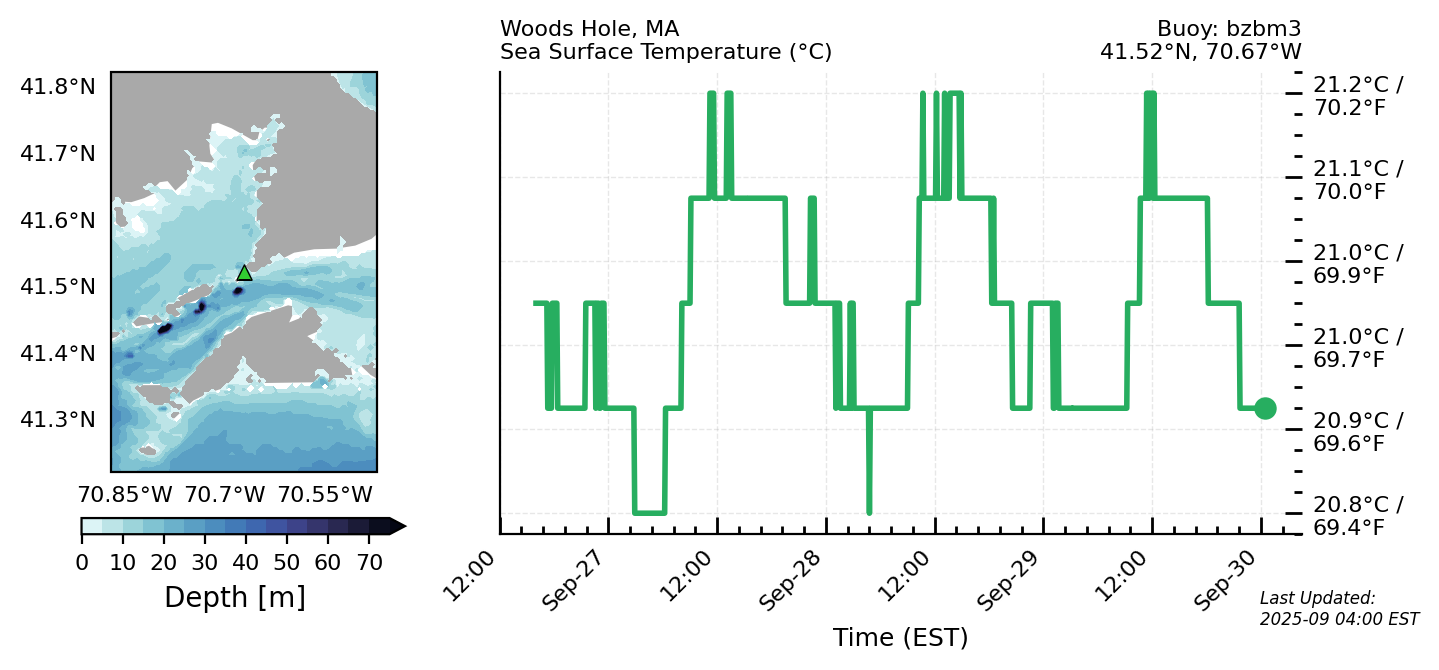 Woods Hole, MA
Sea Surface Temperature (°C)
Buoy: bzbm3
41.52°N, 70.67°W
41.8°N
41.7°N
41.6°N
41.5°N
41.4°N
41.3°N
70.85°W 70.7°W 70.55°W
0 10 20 30 40 50 60 70
Depth [m]
21.2°C /
70.2°F
21.1°C /
70.0°F
21.0°C /
69.9°F
21.0°C /
69.7°F
20.9°C /
69.6°F
20.8°C /
69.4°F
12:00 Sep-27 12:00 Sep-28 12:00 Sep-29 12:00 Sep-30
Time (EST)
Last Updated:
2025-09 04:00 EST